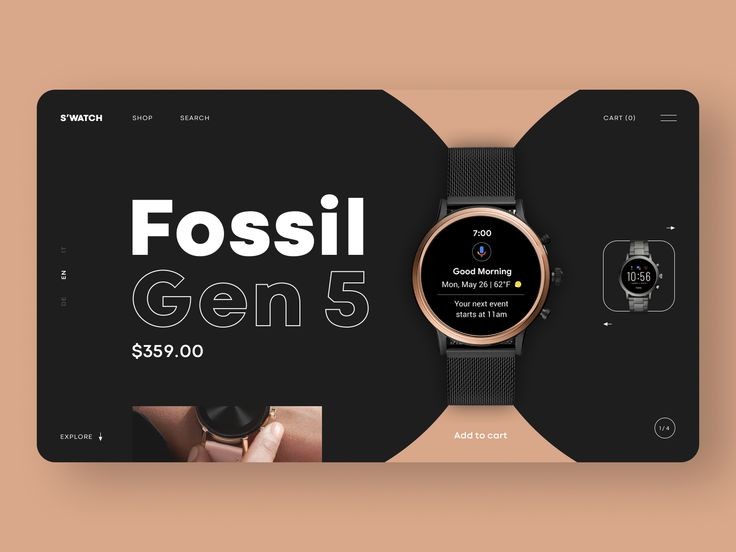 S'WATCH
SHOP
SEARCH
CART (0)
Fossil
Gen 5
$359.00
IT
EN
DE
7:00
Good Morning
Mon, May 26 | 62°F
Your next event
starts at 11am
10:56
Add to cart
EXPLORE
1/4